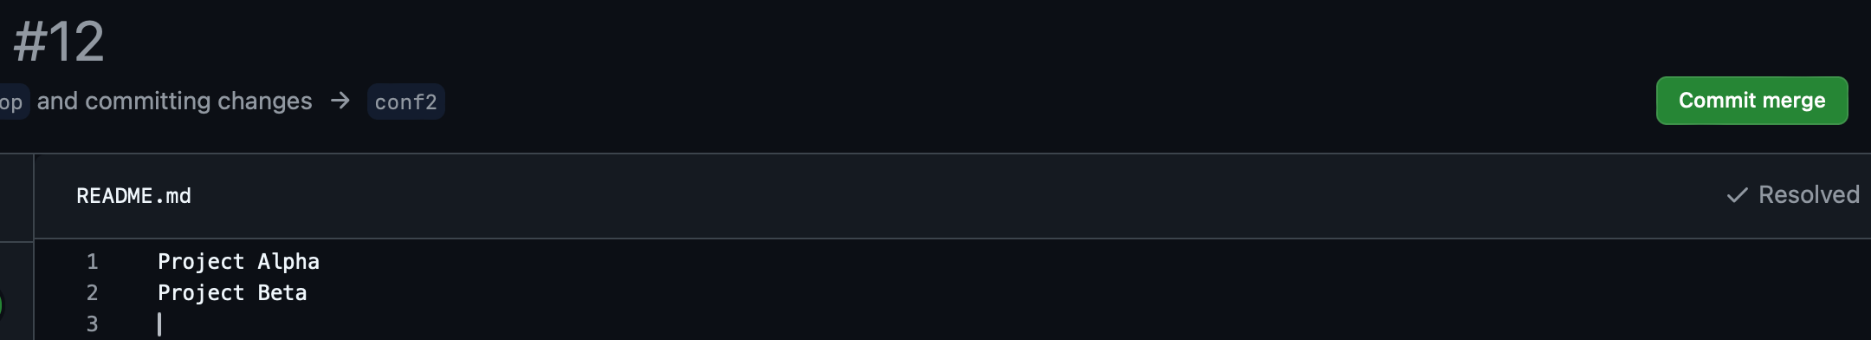 #12
op and committing changes → conf2
Commit merge
README.md
Resolved
1 Project Alpha
2 Project Beta
3